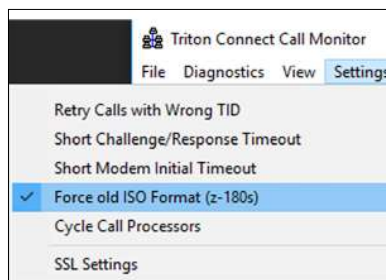 Triton Connect Call Monitor
File Diagnostics View Settings
Retry Calls with Wrong TID
Short Challenge/Response Timeout
Short Modem Initial Timeout
Force old ISO Format (z-180s)
Cycle Call Processors
SSL Settings